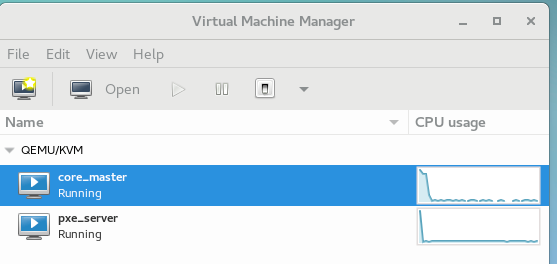 Virtual Machine Manager
File Edit View Help
Open
Name CPU usage
QEMU/KVM
core_master
Running
pxe_server
Running